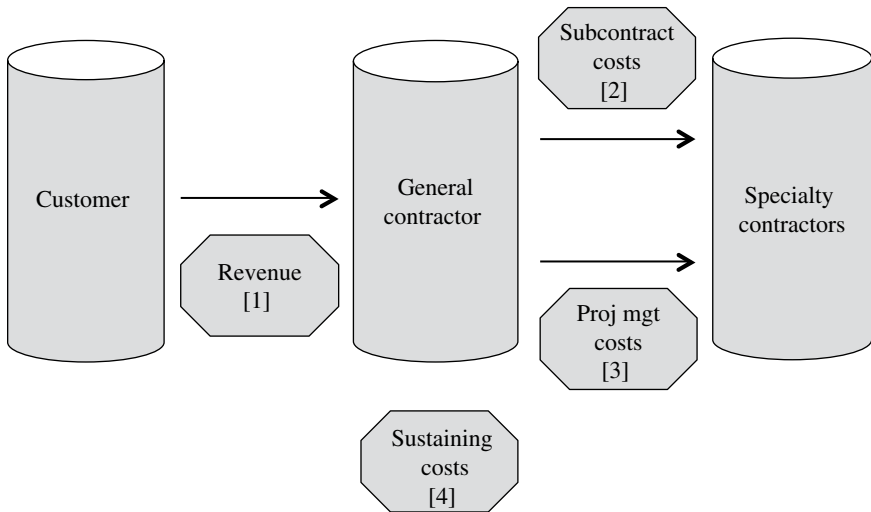 Customer
Revenue
[1]
General
contractor
Subcontract
costs
[2]
Proj mgt
costs
[3]
Specialty
contractors
Sustaining
costs
[4]